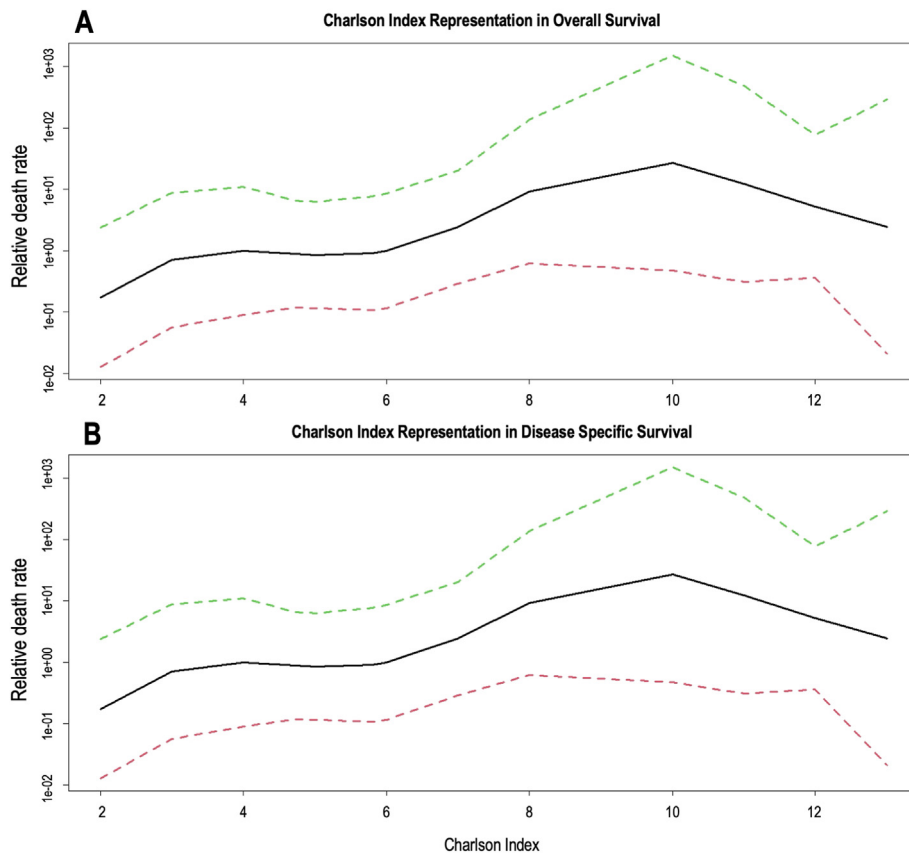 A
Charlson Index Representation in Overall Survival
Relative death rate
1e+03
1e+02
1e+01
1e+00
1e-01
1e-02
2 4 6 8 10 12
B
Charlson Index Representation in Disease Specific Survival
Relative death rate
1e+03
1e+02
1e+01
1e+00
1e-01
1e-02
2 4 6 8 10 12
Charlson Index